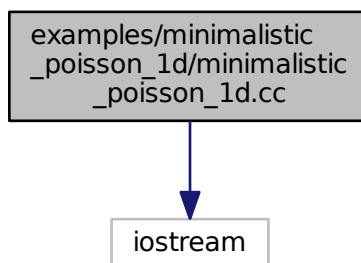 examples/minimalistic
_poisson_1d/minimalistic
_poisson_1d.cc
iostream